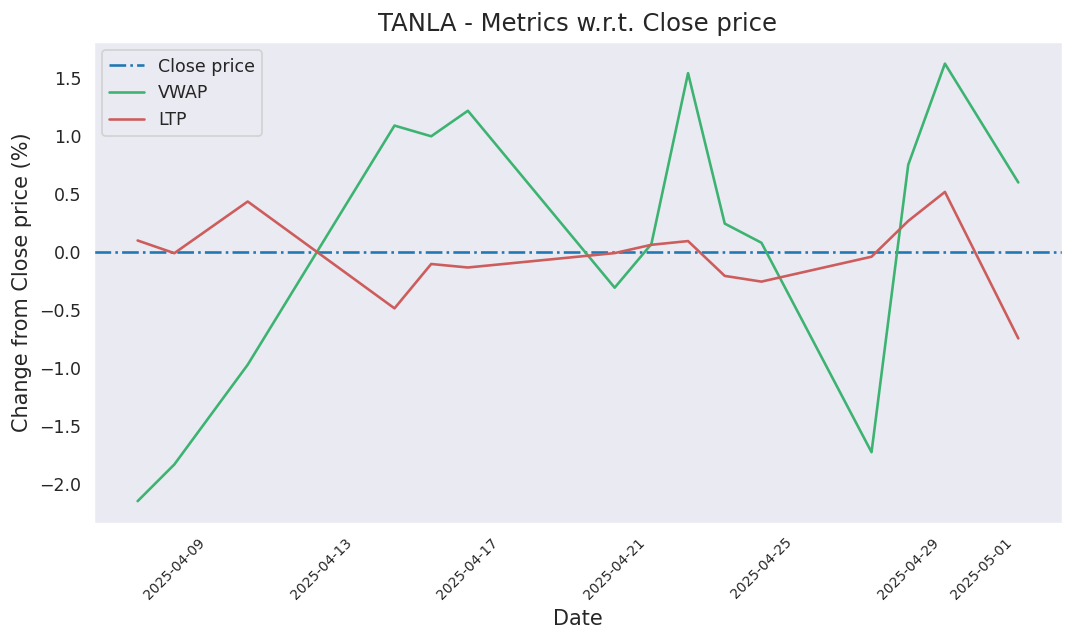 TANLA - Metrics w.r.t. Close price
Close price
VWAP
LTP
Change from Close price (%)
1.5
1.0
0.5
0.0
−0.5
−1.0
−1.5
−2.0
2025-04-09
2025-04-13
2025-04-17
2025-04-21
2025-04-25
2025-04-29
2025-05-01
Date